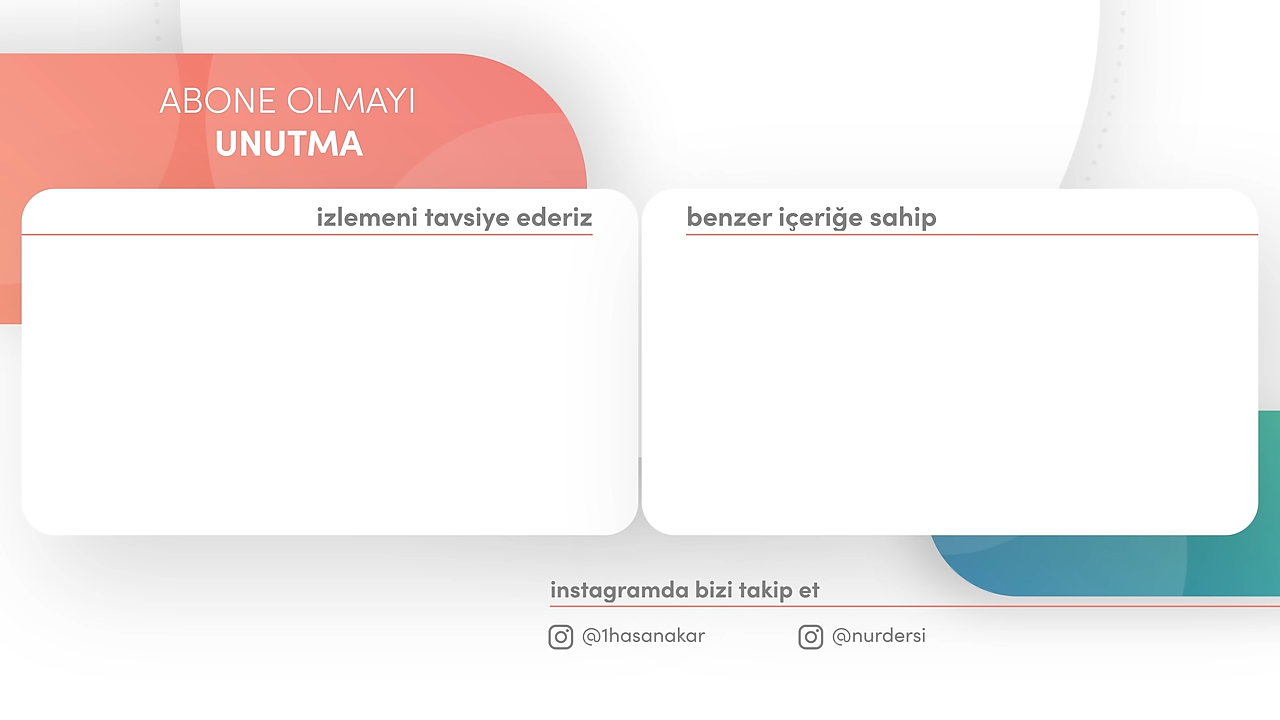 ABONE OLMAYI
UNUTMA
izlemeni tavsiye ederiz
benzer içeriğe sahip
instagramda bizi takip et
@1hasanakar
@nurdersi